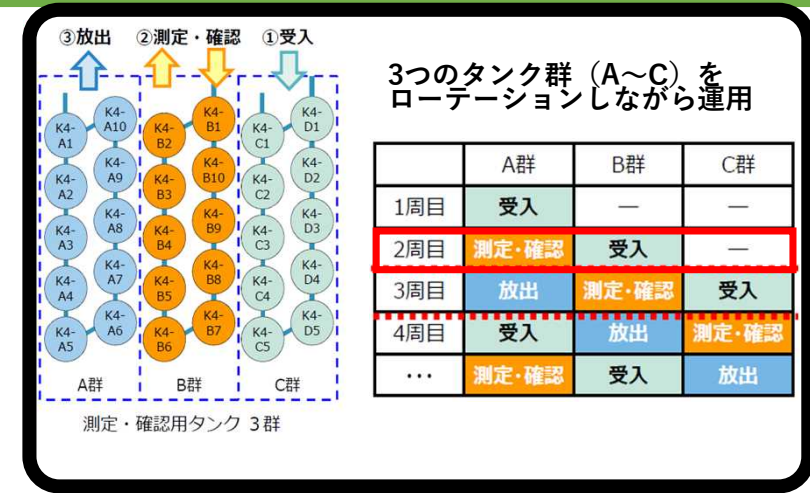 ③放出 ②測定・確認 ①受入
3つのタンク群（A～C）を
ローテーションしながら運用
K4-A1
K4-A2
K4-A3
K4-A4
K4-A5
K4-A10
K4-A9
K4-A8
K4-A7
K4-A6
K4-B2
K4-B3
K4-B4
K4-B5
K4-B6
K4-B1
K4-B10
K4-B9
K4-B8
K4-B7
K4-C1
K4-C2
K4-C3
K4-C4
K4-C5
K4-D1
K4-D2
K4-D3
K4-D4
K4-D5
A群 B群 C群
測定・確認用タンク 3群
A群 B群 C群
1周目 受入 — —
2周目 測定・確認 受入 —
3周目 放出 測定・確認 受入
4周目 受入 放出 測定・確認
… 測定・確認 受入 放出